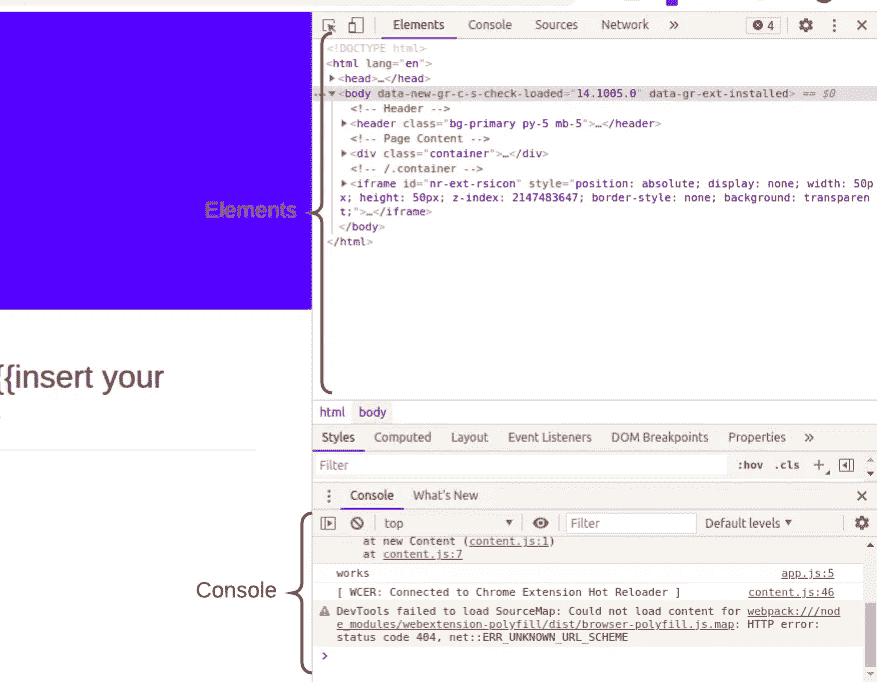 Elements Console Sources Network » 4
<!DOCTYPE html>
<html lang="en">
<head>…</head>
…<body data-new-gr-c-s-check-loaded="14.1005.0" data-gr-ext-installed> == $0
<!-- Header -->
<header class="bg-primary py-5 mb-5">…</header>
<!-- Page Content -->
<div class="container">…</div>
<!-- /.container -->
<iframe id="nr-ext-rsicon" style="position: absolute; display: none; width: 50p
x; height: 50px; z-index: 2147483647; border-style: none; background: transparen
t;">…</iframe>
</body>
</html>
Elements
{{insert your
html body
Styles Computed Layout Event Listeners DOM Breakpoints Properties »
Filter :hov .cls +
Console What's New
top Filter Default levels
at new Content (content.js:1)
at content.js:7
works app.js:5
[ WCER: Connected to Chrome Extension Hot Reloader ] content.js:46
DevTools failed to load SourceMap: Could not load content for webpack:///nod
e_modules/webextension-polyfill/dist/browser-polyfill.js.map: HTTP error:
status code 404, net::ERR_UNKNOWN_URL_SCHEME
>
Console